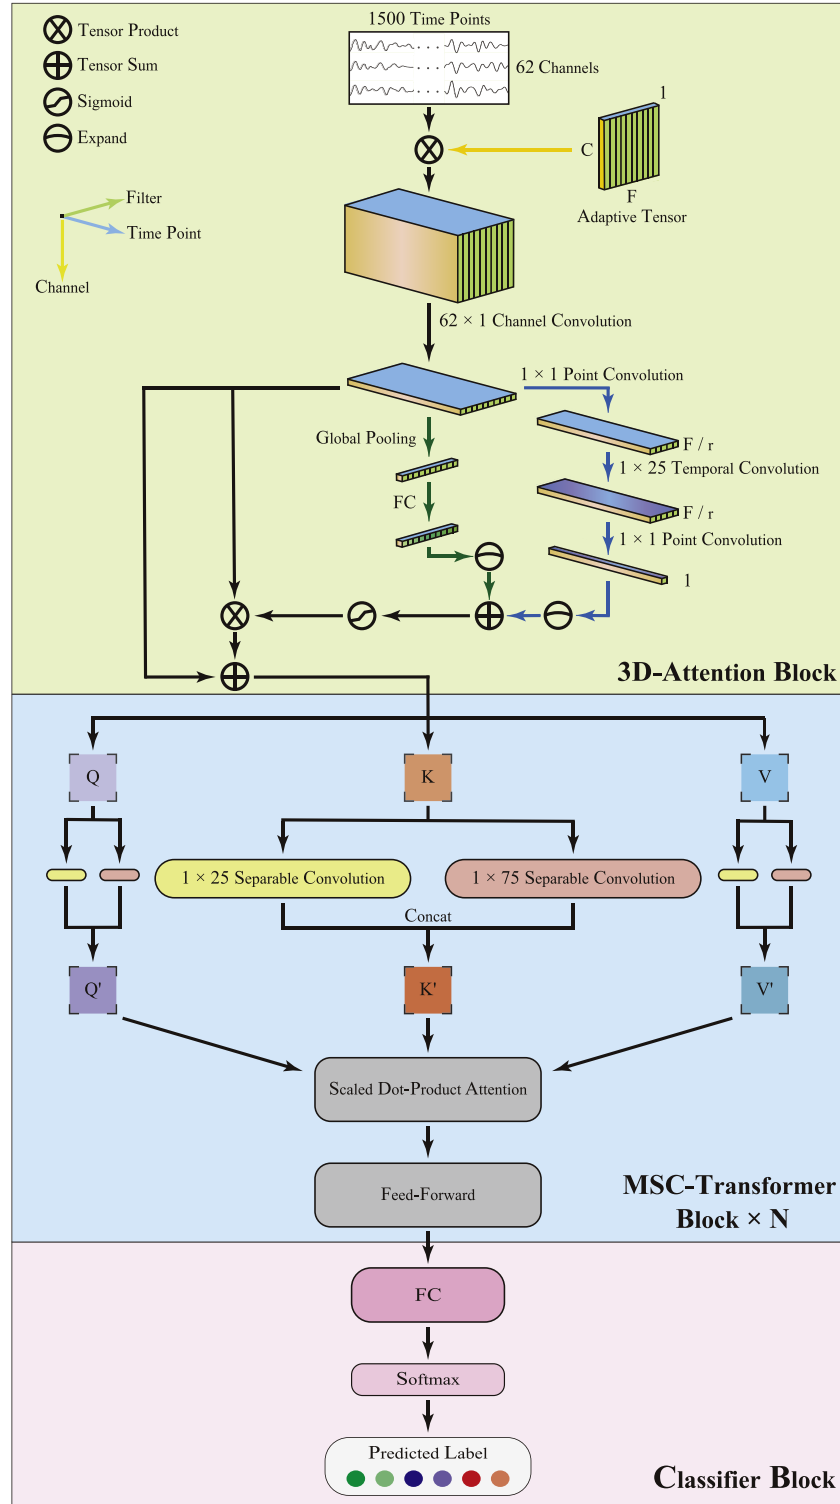 1500 Time Points
Tensor Product
Tensor Sum
Sigmoid
Expand
62 Channels
1
C
F
Adaptive Tensor
Filter
Time Point
Channel
62 × 1 Channel Convolution
1 × 1 Point Convolution
Global Pooling
F / r
1 × 25 Temporal Convolution
FC
F / r
1 × 1 Point Convolution
1
3D-Attention Block
Q
K
V
1 × 25 Separable Convolution
1 × 75 Separable Convolution
Concat
Q'
K'
V'
Scaled Dot-Product Attention
Feed-Forward
MSC-Transformer
Block × N
FC
Softmax
Predicted Label
Classifier Block